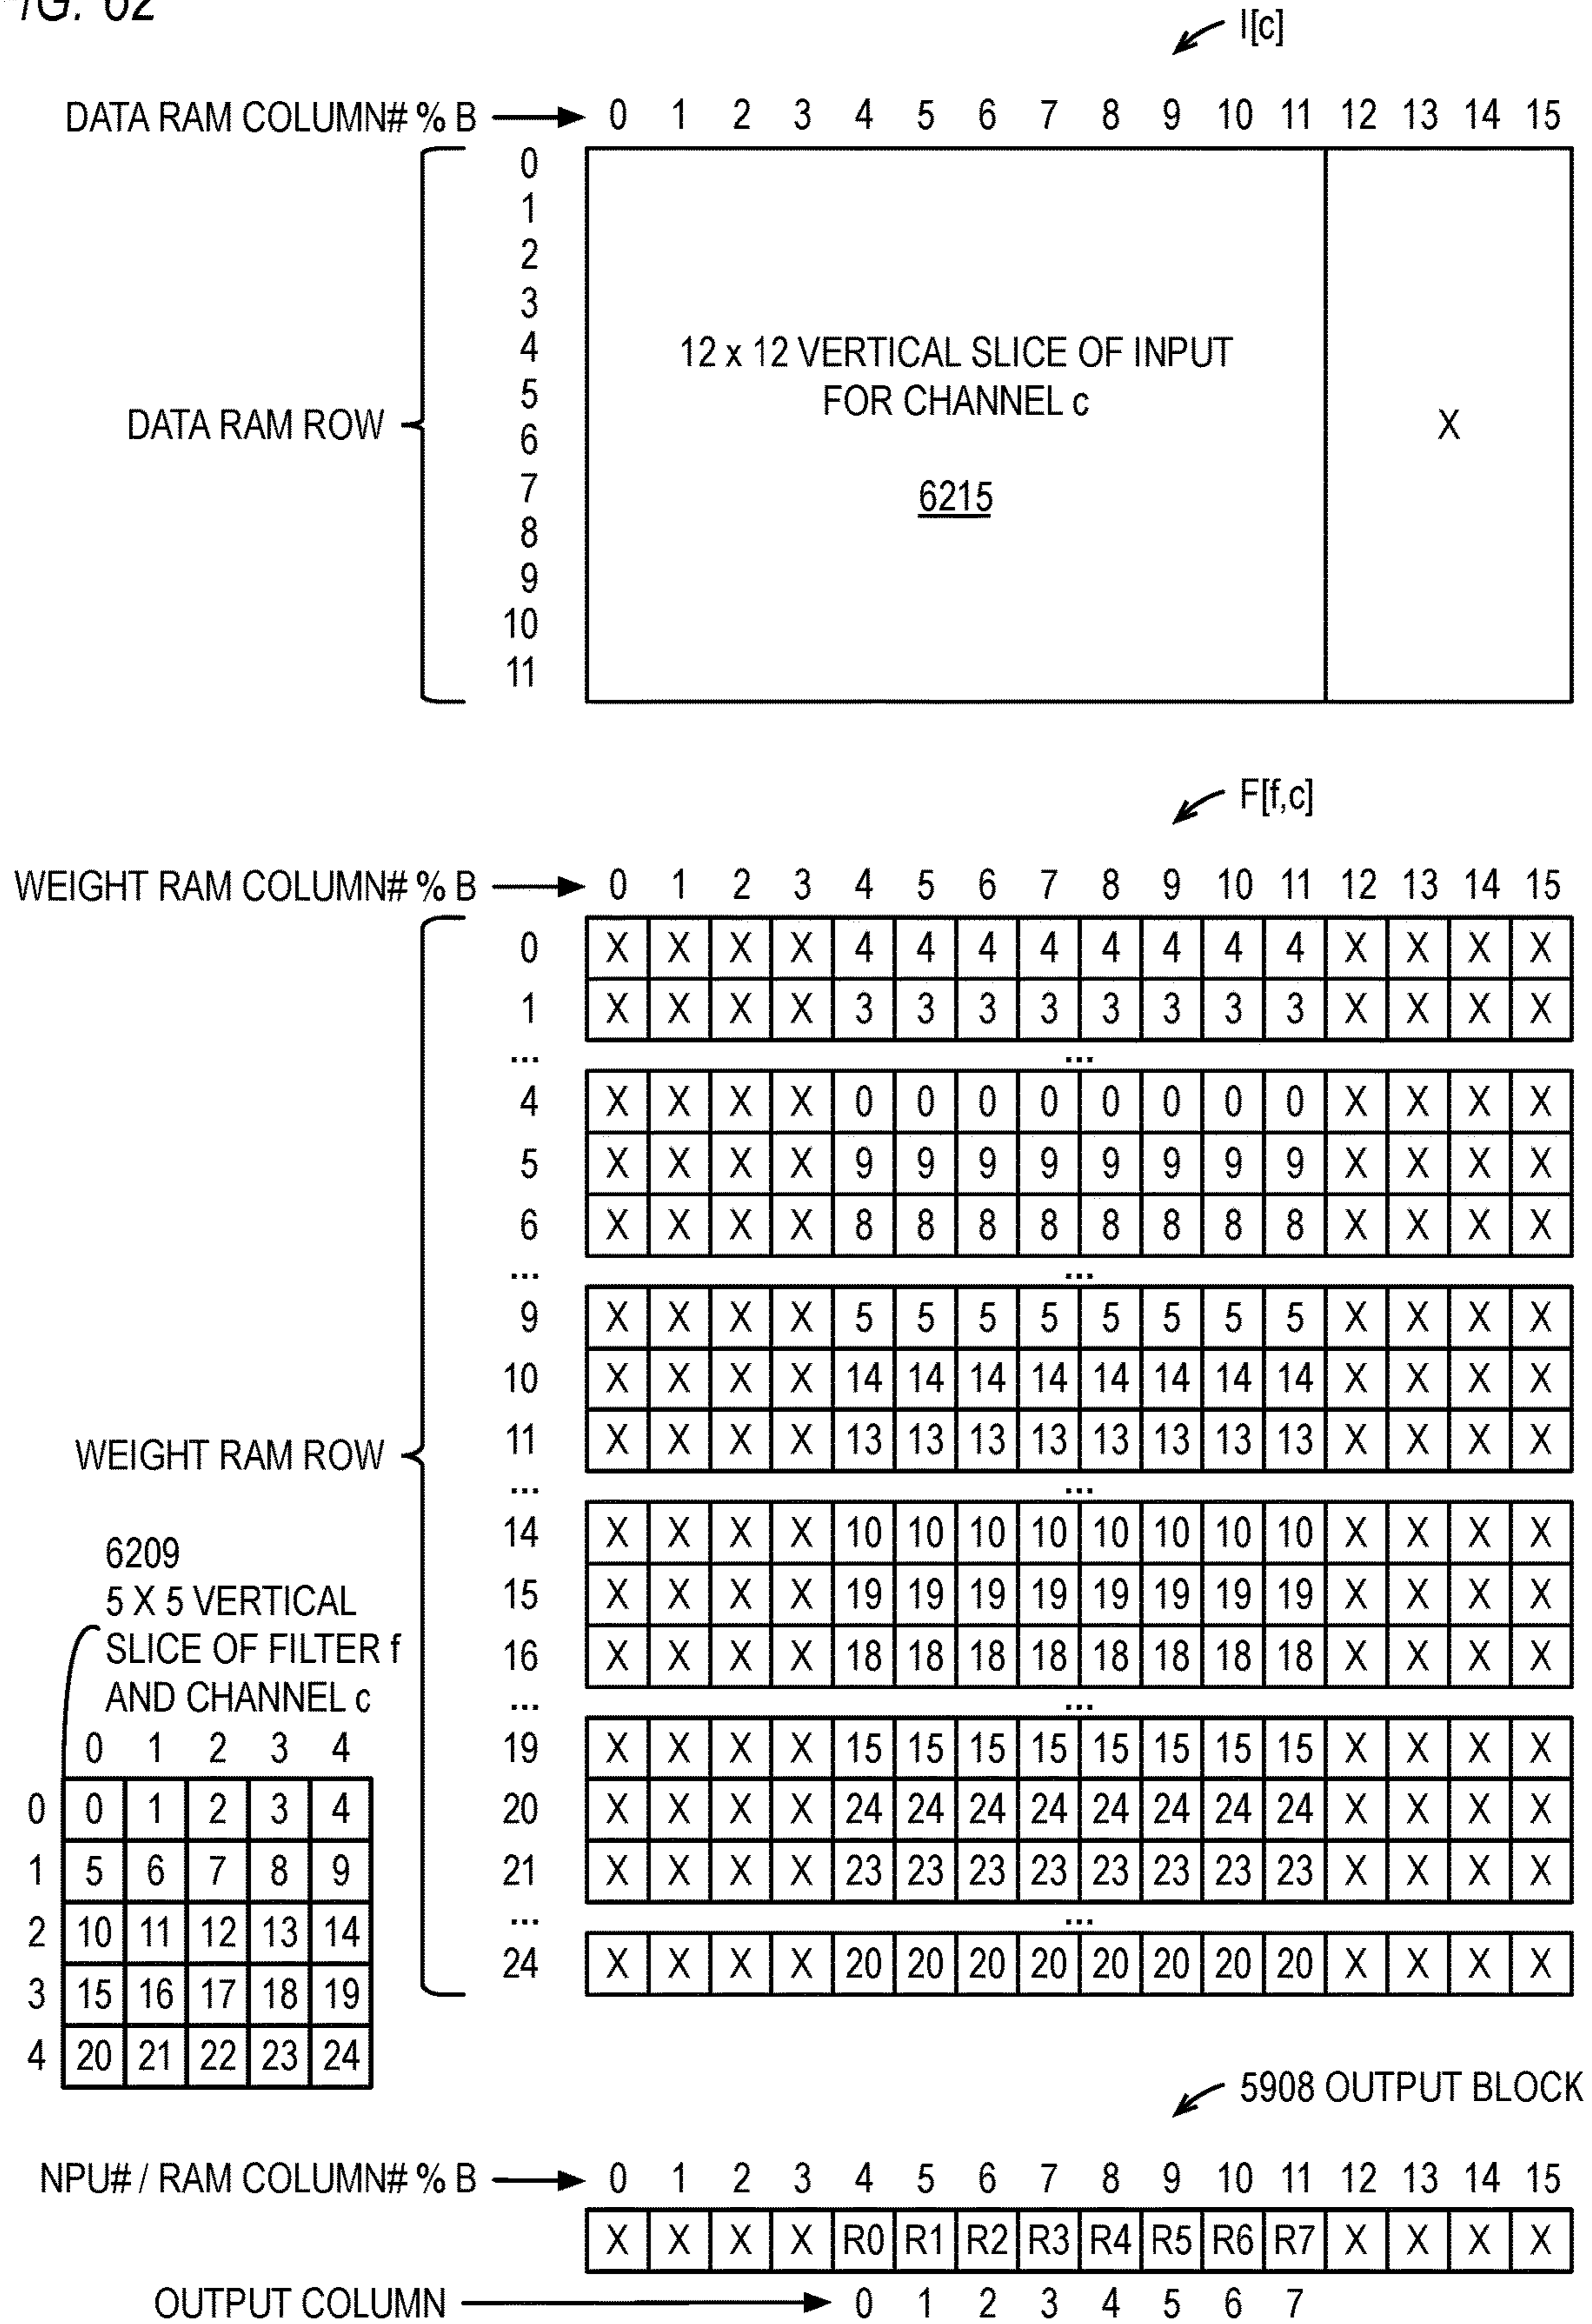 FIG. 62
I[c]
DATA RAM COLUMN# % B 0 1 2 3 4 5 6 7 8 9 10 11 12 13 14 15
0
1
2
3
4
5
6
7
8
9
10
11
DATA RAM ROW
12 x 12 VERTICAL SLICE OF INPUT
FOR CHANNEL c
6215
X
F[f,c]
WEIGHT RAM COLUMN# % B 0 1 2 3 4 5 6 7 8 9 10 11 12 13 14 15
0 X X X X 4 4 4 4 4 4 4 4 X X X X
1 X X X X 3 3 3 3 3 3 3 3 X X X X
... ...
4 X X X X 0 0 0 0 0 0 0 0 X X X X
5 X X X X 9 9 9 9 9 9 9 9 X X X X
6 X X X X 8 8 8 8 8 8 8 8 X X X X
... ...
9 X X X X 5 5 5 5 5 5 5 5 X X X X
10 X X X X 14 14 14 14 14 14 14 14 X X X X
11 X X X X 13 13 13 13 13 13 13 13 X X X X
... ...
14 X X X X 10 10 10 10 10 10 10 10 X X X X
15 X X X X 19 19 19 19 19 19 19 19 X X X X
16 X X X X 18 18 18 18 18 18 18 18 X X X X
... ...
19 X X X X 15 15 15 15 15 15 15 15 X X X X
20 X X X X 24 24 24 24 24 24 24 24 X X X X
21 X X X X 23 23 23 23 23 23 23 23 X X X X
... ...
24 X X X X 20 20 20 20 20 20 20 20 X X X X
WEIGHT RAM ROW
6209
5 X 5 VERTICAL
SLICE OF FILTER f
AND CHANNEL c
0 1 2 3 4
0 0 1 2 3 4
1 5 6 7 8 9
2 10 11 12 13 14
3 15 16 17 18 19
4 20 21 22 23 24
5908 OUTPUT BLOCK
NPU# / RAM COLUMN# % B 0 1 2 3 4 5 6 7 8 9 10 11 12 13 14 15
X X X X R0 R1 R2 R3 R4 R5 R6 R7 X X X X
OUTPUT COLUMN 0 1 2 3 4 5 6 7